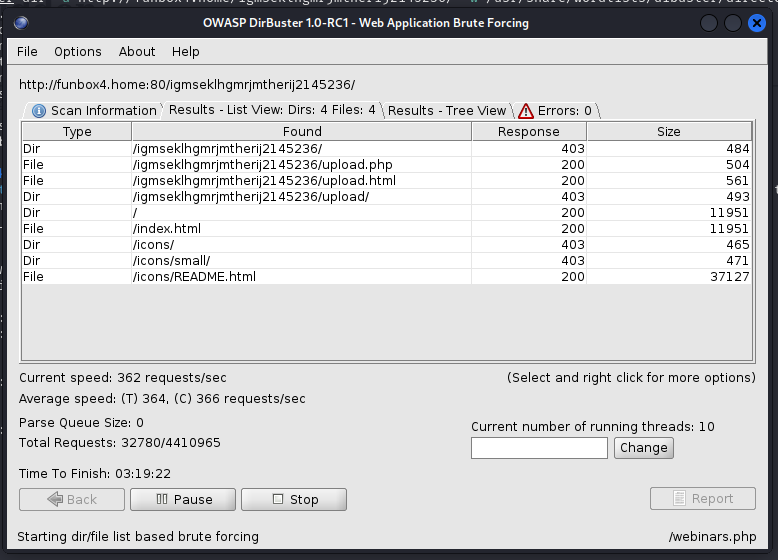 OWASP DirBuster 1.0-RC1 - Web Application Brute Forcing
File Options About Help
http://funbox4.home:80/igmseklhgmrjmtherij2145236/
Scan Information Results - List View: Dirs: 4 Files: 4 Results - Tree View Errors: 0
Type Found Response Size
Dir /igmseklhgmrjmtherij2145236/ 403 484
File /igmseklhgmrjmtherij2145236/upload.php 200 504
File /igmseklhgmrjmtherij2145236/upload.html 200 561
Dir /igmseklhgmrjmtherij2145236/upload/ 403 493
Dir / 200 11951
File /index.html 200 11951
Dir /icons/ 403 465
Dir /icons/small/ 403 471
File /icons/README.html 200 37127
Current speed: 362 requests/sec (Select and right click for more options)
Average speed: (T) 364, (C) 366 requests/sec
Parse Queue Size: 0 Current number of running threads: 10
Total Requests: 32780/4410965 Change
Time To Finish: 03:19:22
Back Pause Stop Report
Starting dir/file list based brute forcing /webinars.php